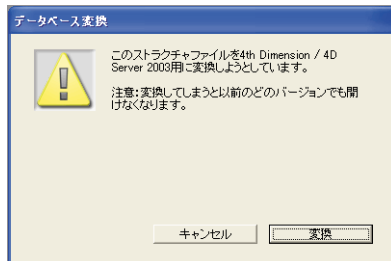 データベース変換
このストラクチャファイルを4th Dimension / 4D
Server 2003用に変換しようとしています。
注意:変換してしまうと以前のどのバージョンでも開
けなくなります。
キャンセル
変換